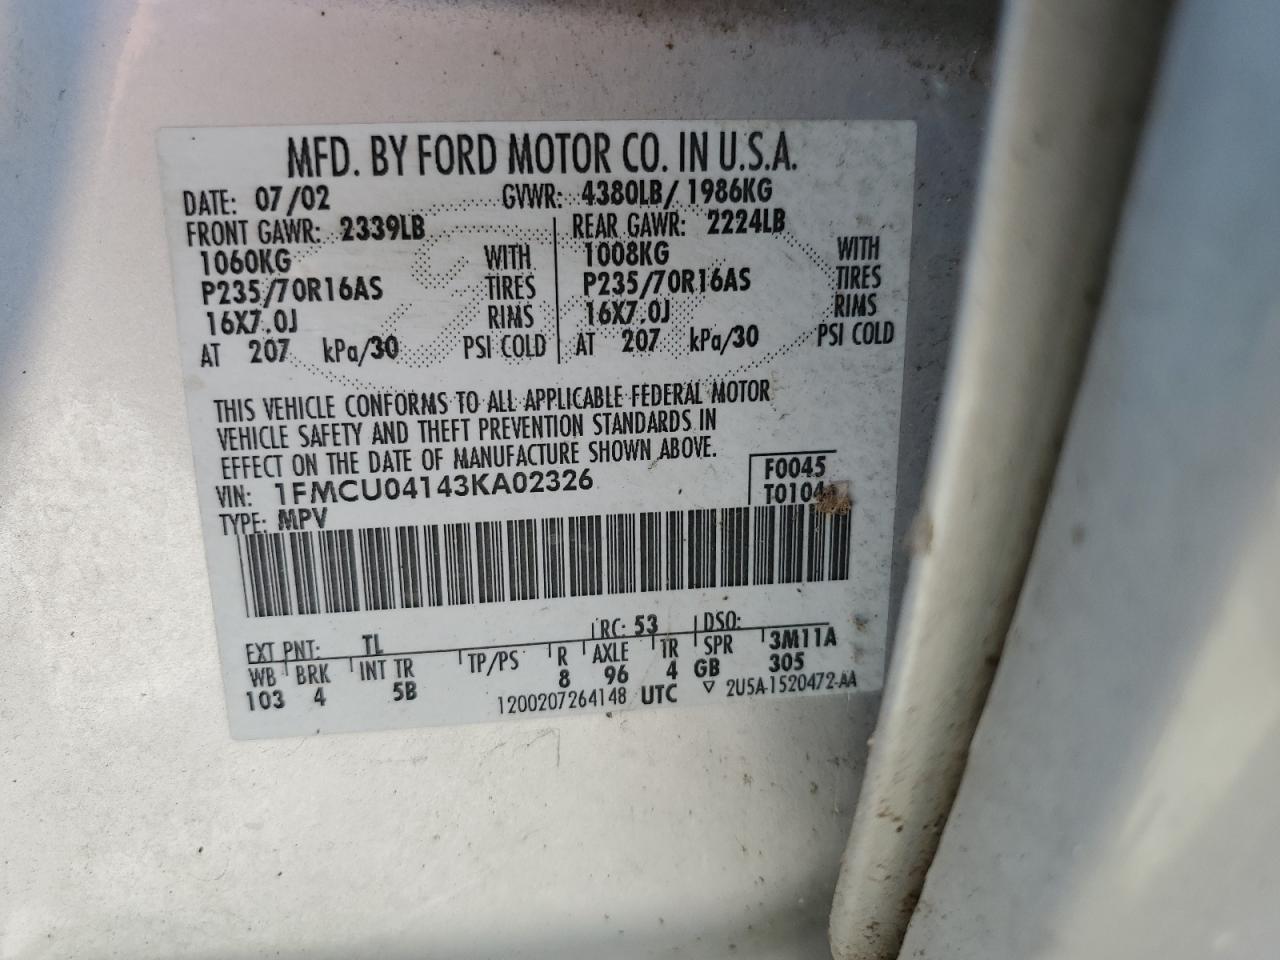 MFD. BY FORD MOTOR CO. IN U.S.A.
DATE: 07/02 GVWR: 4380LB/ 1986KG
FRONT GAWR: 2339LB REAR GAWR: 2224LB
1060KG WITH 1008KG WITH
P235/70R16AS TIRES P235/70R16AS TIRES
16X7.0J RIMS 16X7.0J RIMS
AT 207 kPa/30 PSI COLD AT 207 kPa/30 PSI COLD
THIS VEHICLE CONFORMS TO ALL APPLICABLE FEDERAL MOTOR
VEHICLE SAFETY AND THEFT PREVENTION STANDARDS IN
EFFECT ON THE DATE OF MANUFACTURE SHOWN ABOVE.
VIN: 1FMCU04143KA02326 F0045
TYPE: MPV
EXT PNT: TL RC: 53 DSO:
WB BRK INT TR TP/PS R AXLE TR SPR 3M11A
103 4 5B 8 96 4 GB 305
1200207264148 UTC ▽ 2U5A-1520472-AA